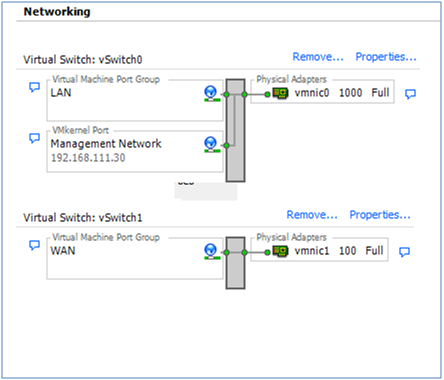 Networking
Virtual Switch: vSwitch0 Remove... Properties...
Virtual Machine Port Group
LAN
Physical Adapters
vmnic0 1000 Full
VMkernel Port
Management Network
192.168.111.30
Virtual Switch: vSwitch1 Remove... Properties...
Virtual Machine Port Group
WAN
Physical Adapters
vmnic1 100 Full